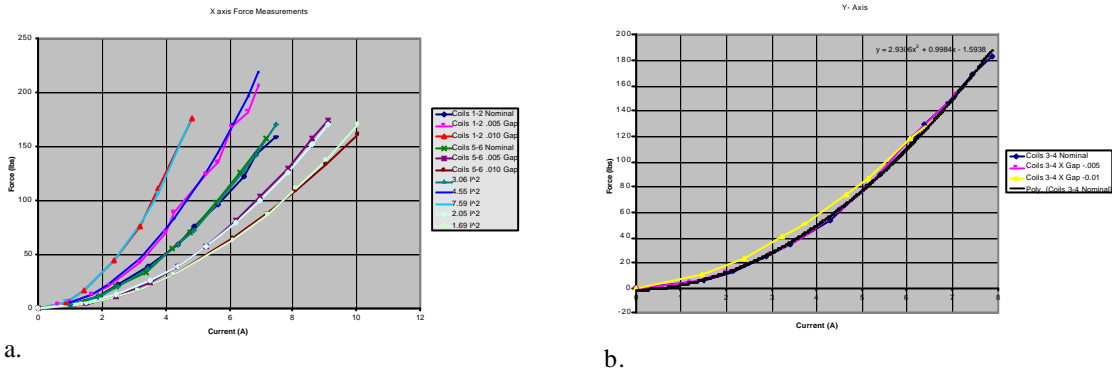 X axis Force Measurements
250
200
150
100
50
0
0 2 4 6 8 10 12
Force (lbs)
Current (A)
Coils 1-2 Nominal
Coils 1-2 .005 Gap
Coils 1-2 .010 Gap
Coils 5-6 Nominal
Coils 5-6 .005 Gap
Coils 5-6 .010 Gap
3.06 I^2
4.55 I^2
7.59 I^2
2.05 I^2
1.69 I^2
a.
Y- Axis
y = 2.9306x² + 0.9984x - 1.5938
200
180
160
140
120
100
80
60
40
20
0
-20
0 1 2 3 4 5 6 7 8
Force (lbs)
Current (A)
Coils 3-4 Nominal
Coils 3-4 X Gap -.005
Coils 3-4 X Gap -0.01
Poly. (Coils 3-4 Nominal)
b.